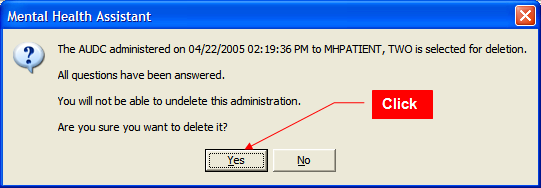 Mental Health Assistant
The AUDC administered on 04/22/2005 02:19:36 PM to MHPATIENT, TWO is selected for deletion.
All questions have been answered.
You will not be able to undelete this administration.
Click
Are you sure you want to delete it?
Yes No